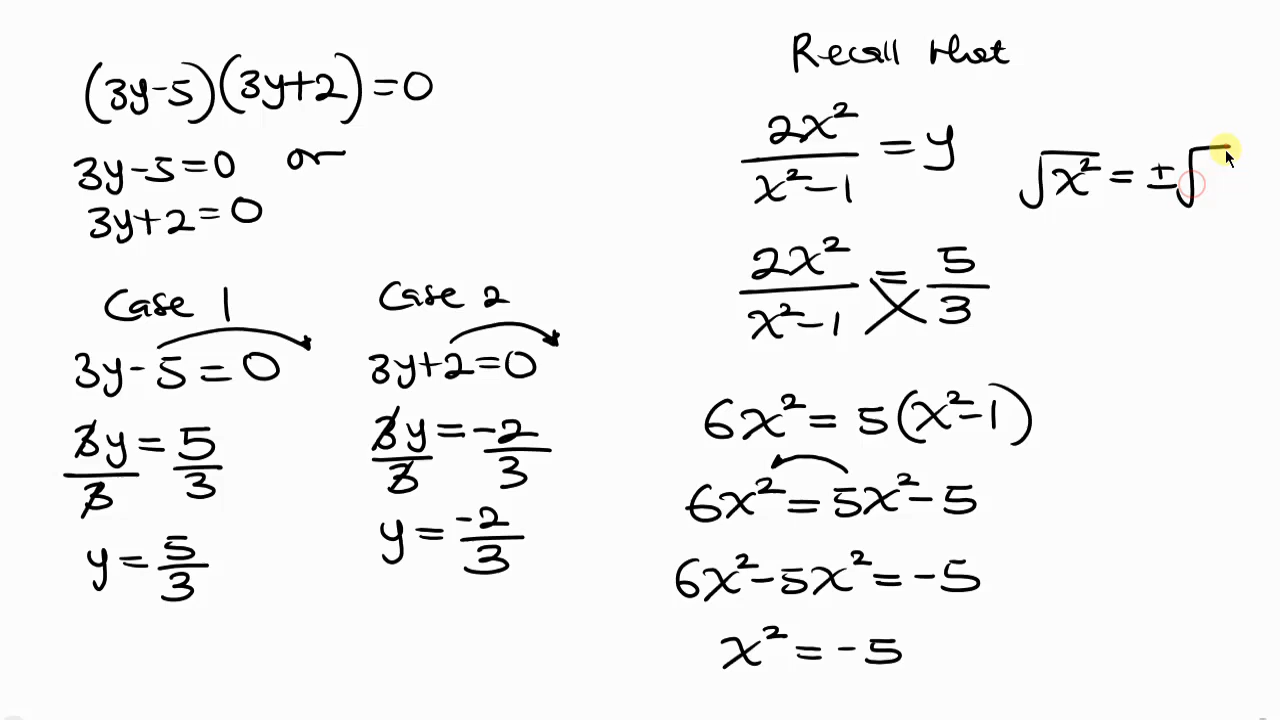 (3y-5)(3y+2)=0
3y-5=0 or
3y+2=0
Case 1
3y-5=0
3y/3=5/3
y=5/3
Case 2
3y+2=0
3y/3=-2/3
y=-2/3
Recall that
2x²/x²-1=y
2x²/x²-1=5/3
6x²=5(x²-1)
6x²=5x²-5
6x²-5x²=-5
x²=-5
√x²=±√